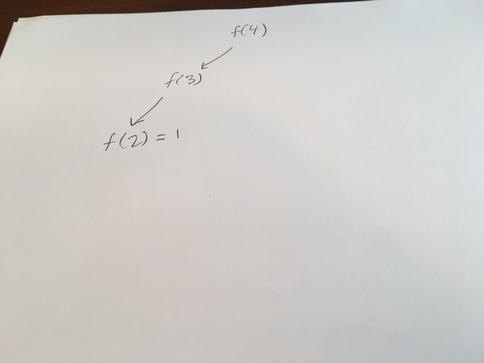 f(4)
f(3)
f(2) = 1